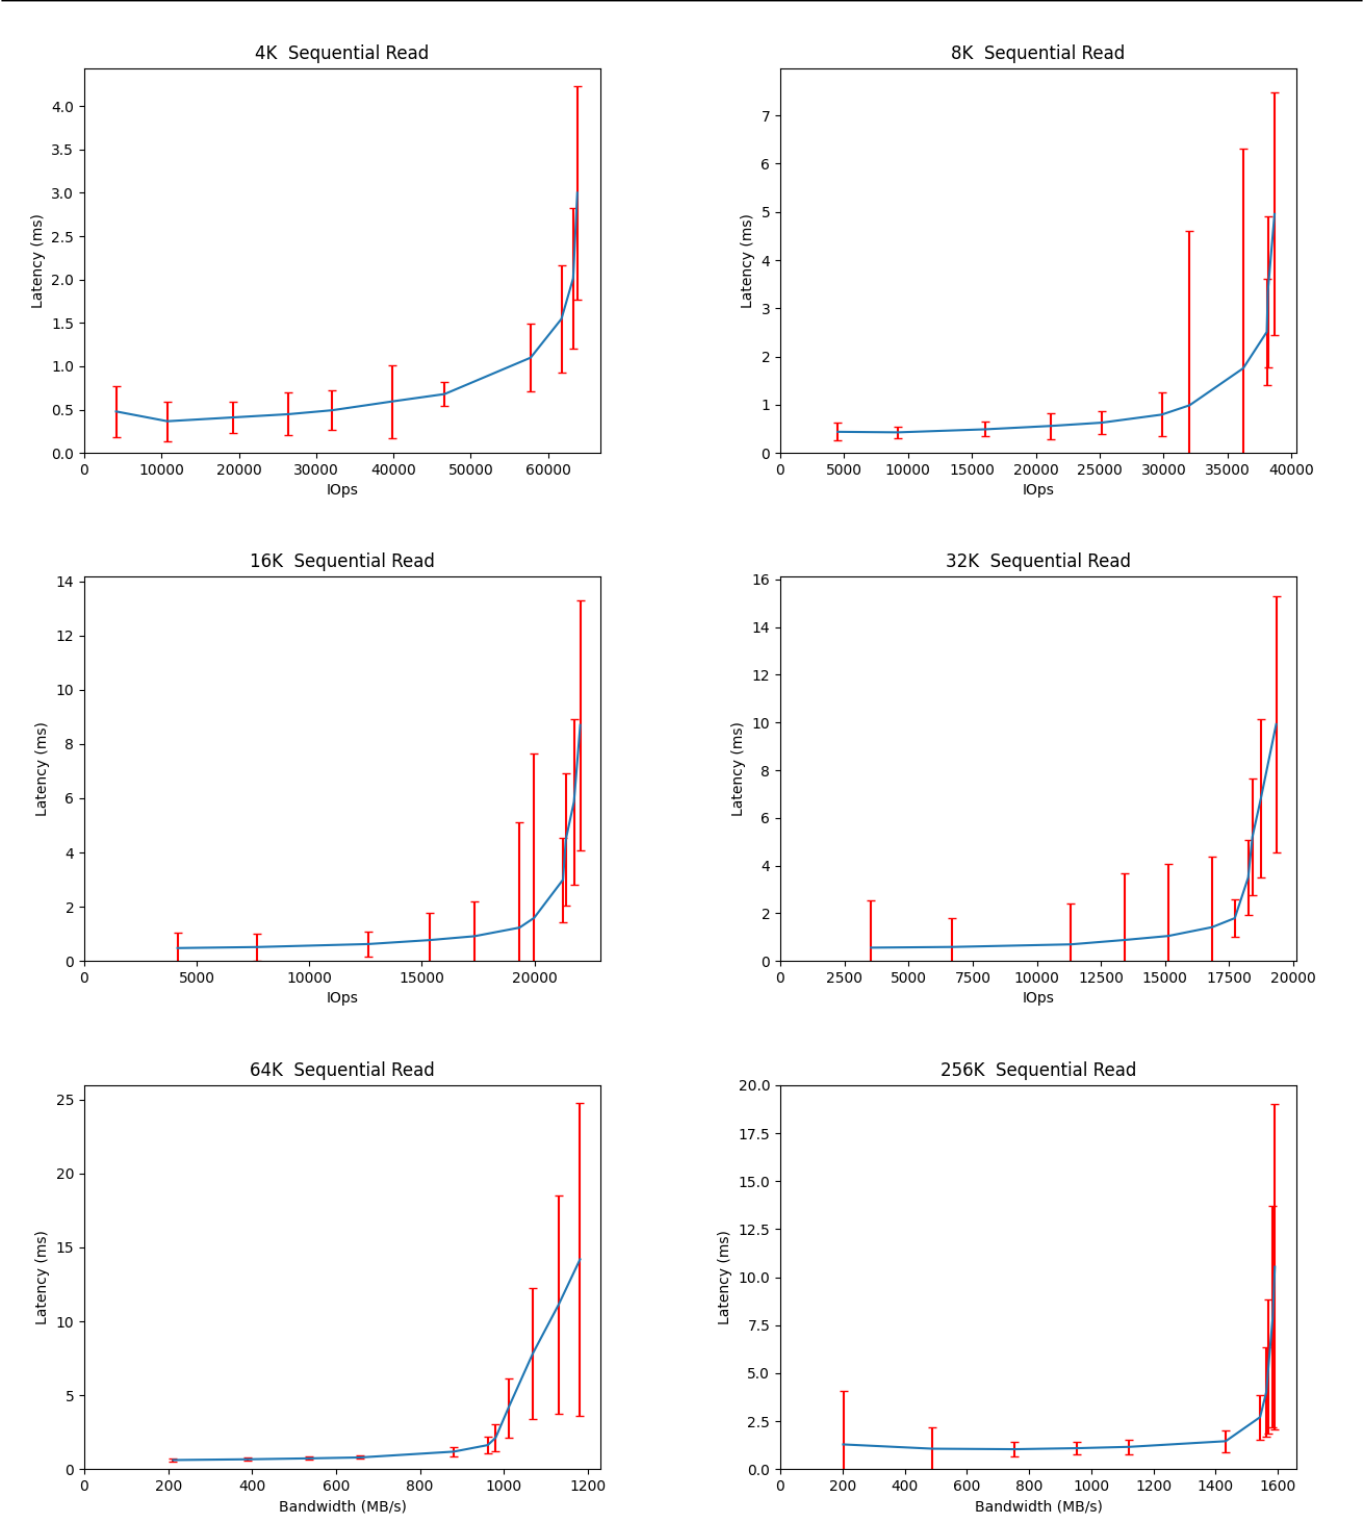 4K  Sequential Read
4.0
3.5
3.0
2.5
2.0
1.5
1.0
0.5
0.0
Latency (ms)
0 10000 20000 30000 40000 50000 60000
IOps
8K  Sequential Read
7
6
5
4
3
2
1
0
Latency (ms)
0 5000 10000 15000 20000 25000 30000 35000 40000
IOps
16K  Sequential Read
14
12
10
8
6
4
2
0
Latency (ms)
0 5000 10000 15000 20000
IOps
32K  Sequential Read
16
14
12
10
8
6
4
2
0
Latency (ms)
0 2500 5000 7500 10000 12500 15000 17500 20000
IOps
64K  Sequential Read
25
20
15
10
5
0
Latency (ms)
0 200 400 600 800 1000 1200
Bandwidth (MB/s)
256K  Sequential Read
20.0
17.5
15.0
12.5
10.0
7.5
5.0
2.5
0.0
Latency (ms)
0 200 400 600 800 1000 1200 1400 1600
Bandwidth (MB/s)